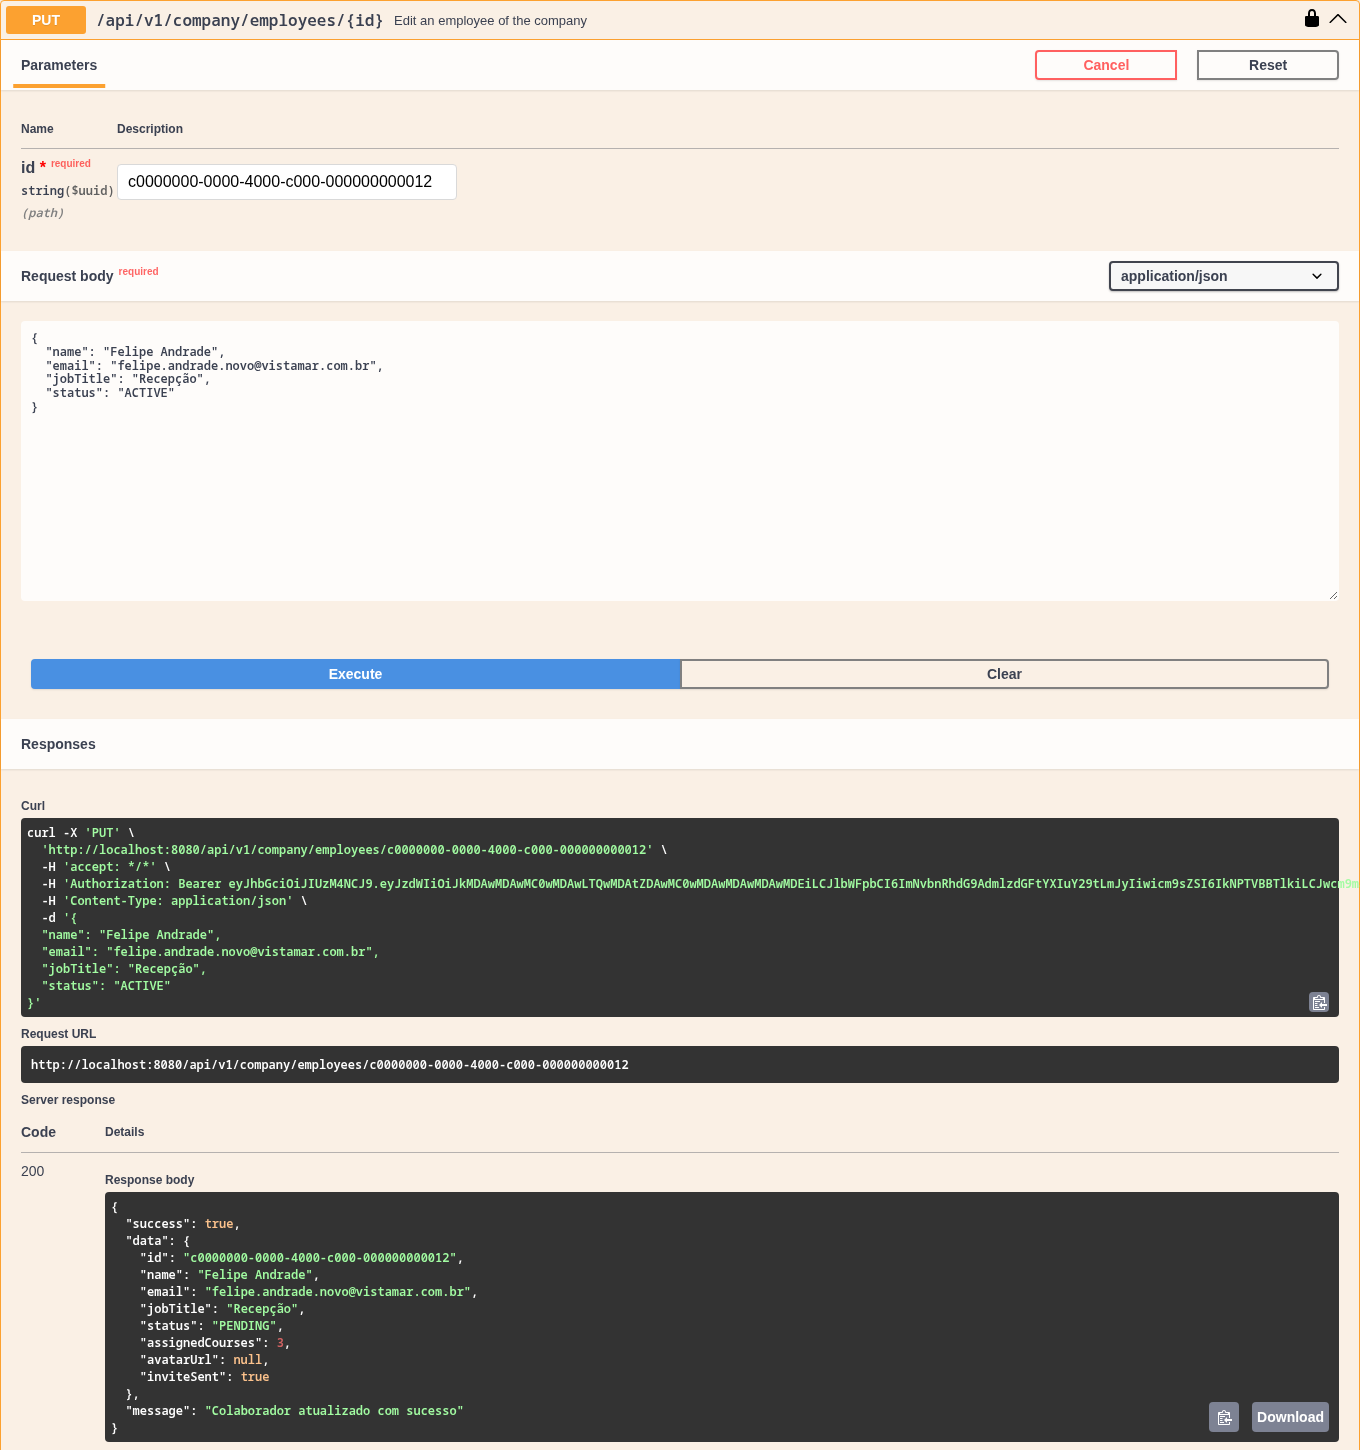 PUT /api/v1/company/employees/{id} Edit an employee of the company
Parameters
Cancel
Reset
Name Description
id * required
string($uuid)
(path)
c0000000-0000-4000-c000-000000000012
Request body required
application/json
{
  "name": "Felipe Andrade",
  "email": "felipe.andrade.novo@vistamar.com.br",
  "jobTitle": "Recepção",
  "status": "ACTIVE"
}
Execute
Clear
Responses
Curl
curl -X 'PUT' \
  'http://localhost:8080/api/v1/company/employees/c0000000-0000-4000-c000-000000000012' \
  -H 'accept: */*' \
  -H 'Authorization: Bearer eyJhbGciOiJIUzM4NCJ9.eyJzdWIiOiJkMDAwMDAwMC0wMDAwLTQwMDAtZDAwMC0wMDAwMDAwMDAwMDEiLCJlbWFpbCI6ImNvbnRhdG9AdmlzdGFtYXIuY29tLmJyIiwicm9sZSI6IkNPTVBBTlkiLCJwcm9m
  -H 'Content-Type: application/json' \
  -d '{
  "name": "Felipe Andrade",
  "email": "felipe.andrade.novo@vistamar.com.br",
  "jobTitle": "Recepção",
  "status": "ACTIVE"
}'
Request URL
http://localhost:8080/api/v1/company/employees/c0000000-0000-4000-c000-000000000012
Server response
Code Details
200
Response body
{
  "success": true,
  "data": {
    "id": "c0000000-0000-4000-c000-000000000012",
    "name": "Felipe Andrade",
    "email": "felipe.andrade.novo@vistamar.com.br",
    "jobTitle": "Recepção",
    "status": "PENDING",
    "assignedCourses": 3,
    "avatarUrl": null,
    "inviteSent": true
  },
  "message": "Colaborador atualizado com sucesso"
}
Download